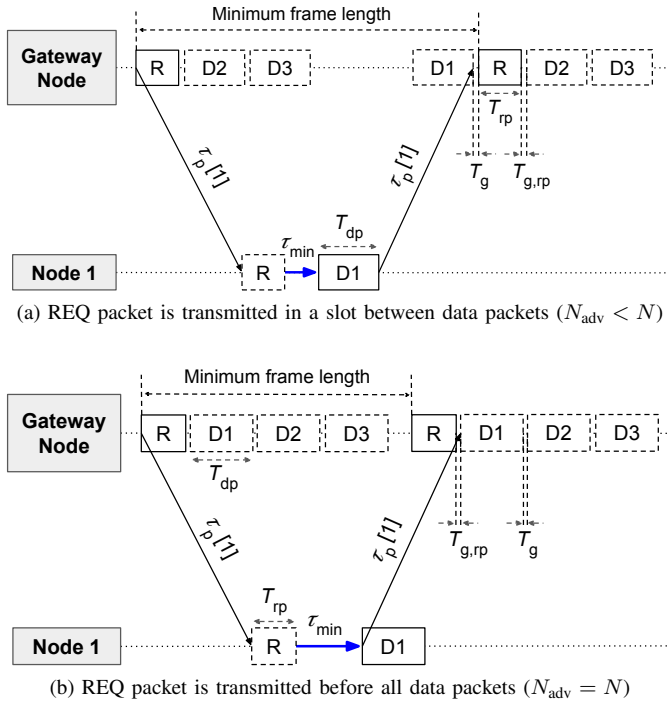 Minimum frame length
Gateway
Node
R D2 D3 D1 R D2 D3
T_rp
τ_p[1] τ_p[1]
T_g T_g,rp
T_dp
τ_min
Node 1
R D1
(a) REQ packet is transmitted in a slot between data packets (N_adv < N)
Minimum frame length
Gateway
Node
R D1 D2 D3 R D1 D2 D3
T_dp
τ_p[1] τ_p[1]
T_g,rp T_g
T_rp
τ_min
Node 1
R D1
(b) REQ packet is transmitted before all data packets (N_adv = N)